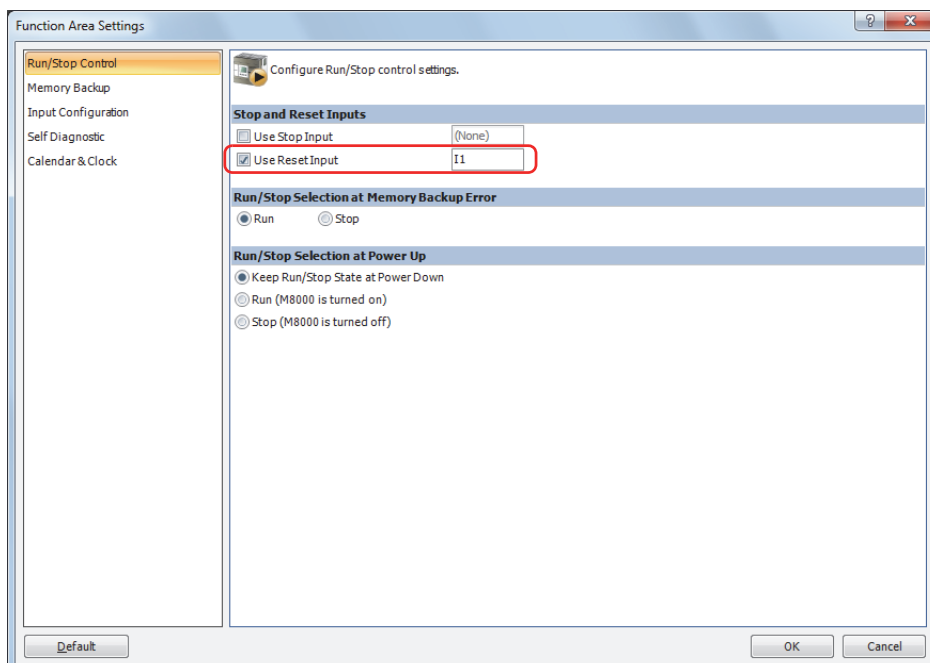 Function Area Settings
Run/Stop Control
Memory Backup
Input Configuration
Self Diagnostic
Calendar & Clock
Configure Run/Stop control settings.
Stop and Reset Inputs
Use Stop Input (None)
Use Reset Input I1
Run/Stop Selection at Memory Backup Error
Run Stop
Run/Stop Selection at Power Up
Keep Run/Stop State at Power Down
Run (M8000 is turned on)
Stop (M8000 is turned off)
Default OK Cancel